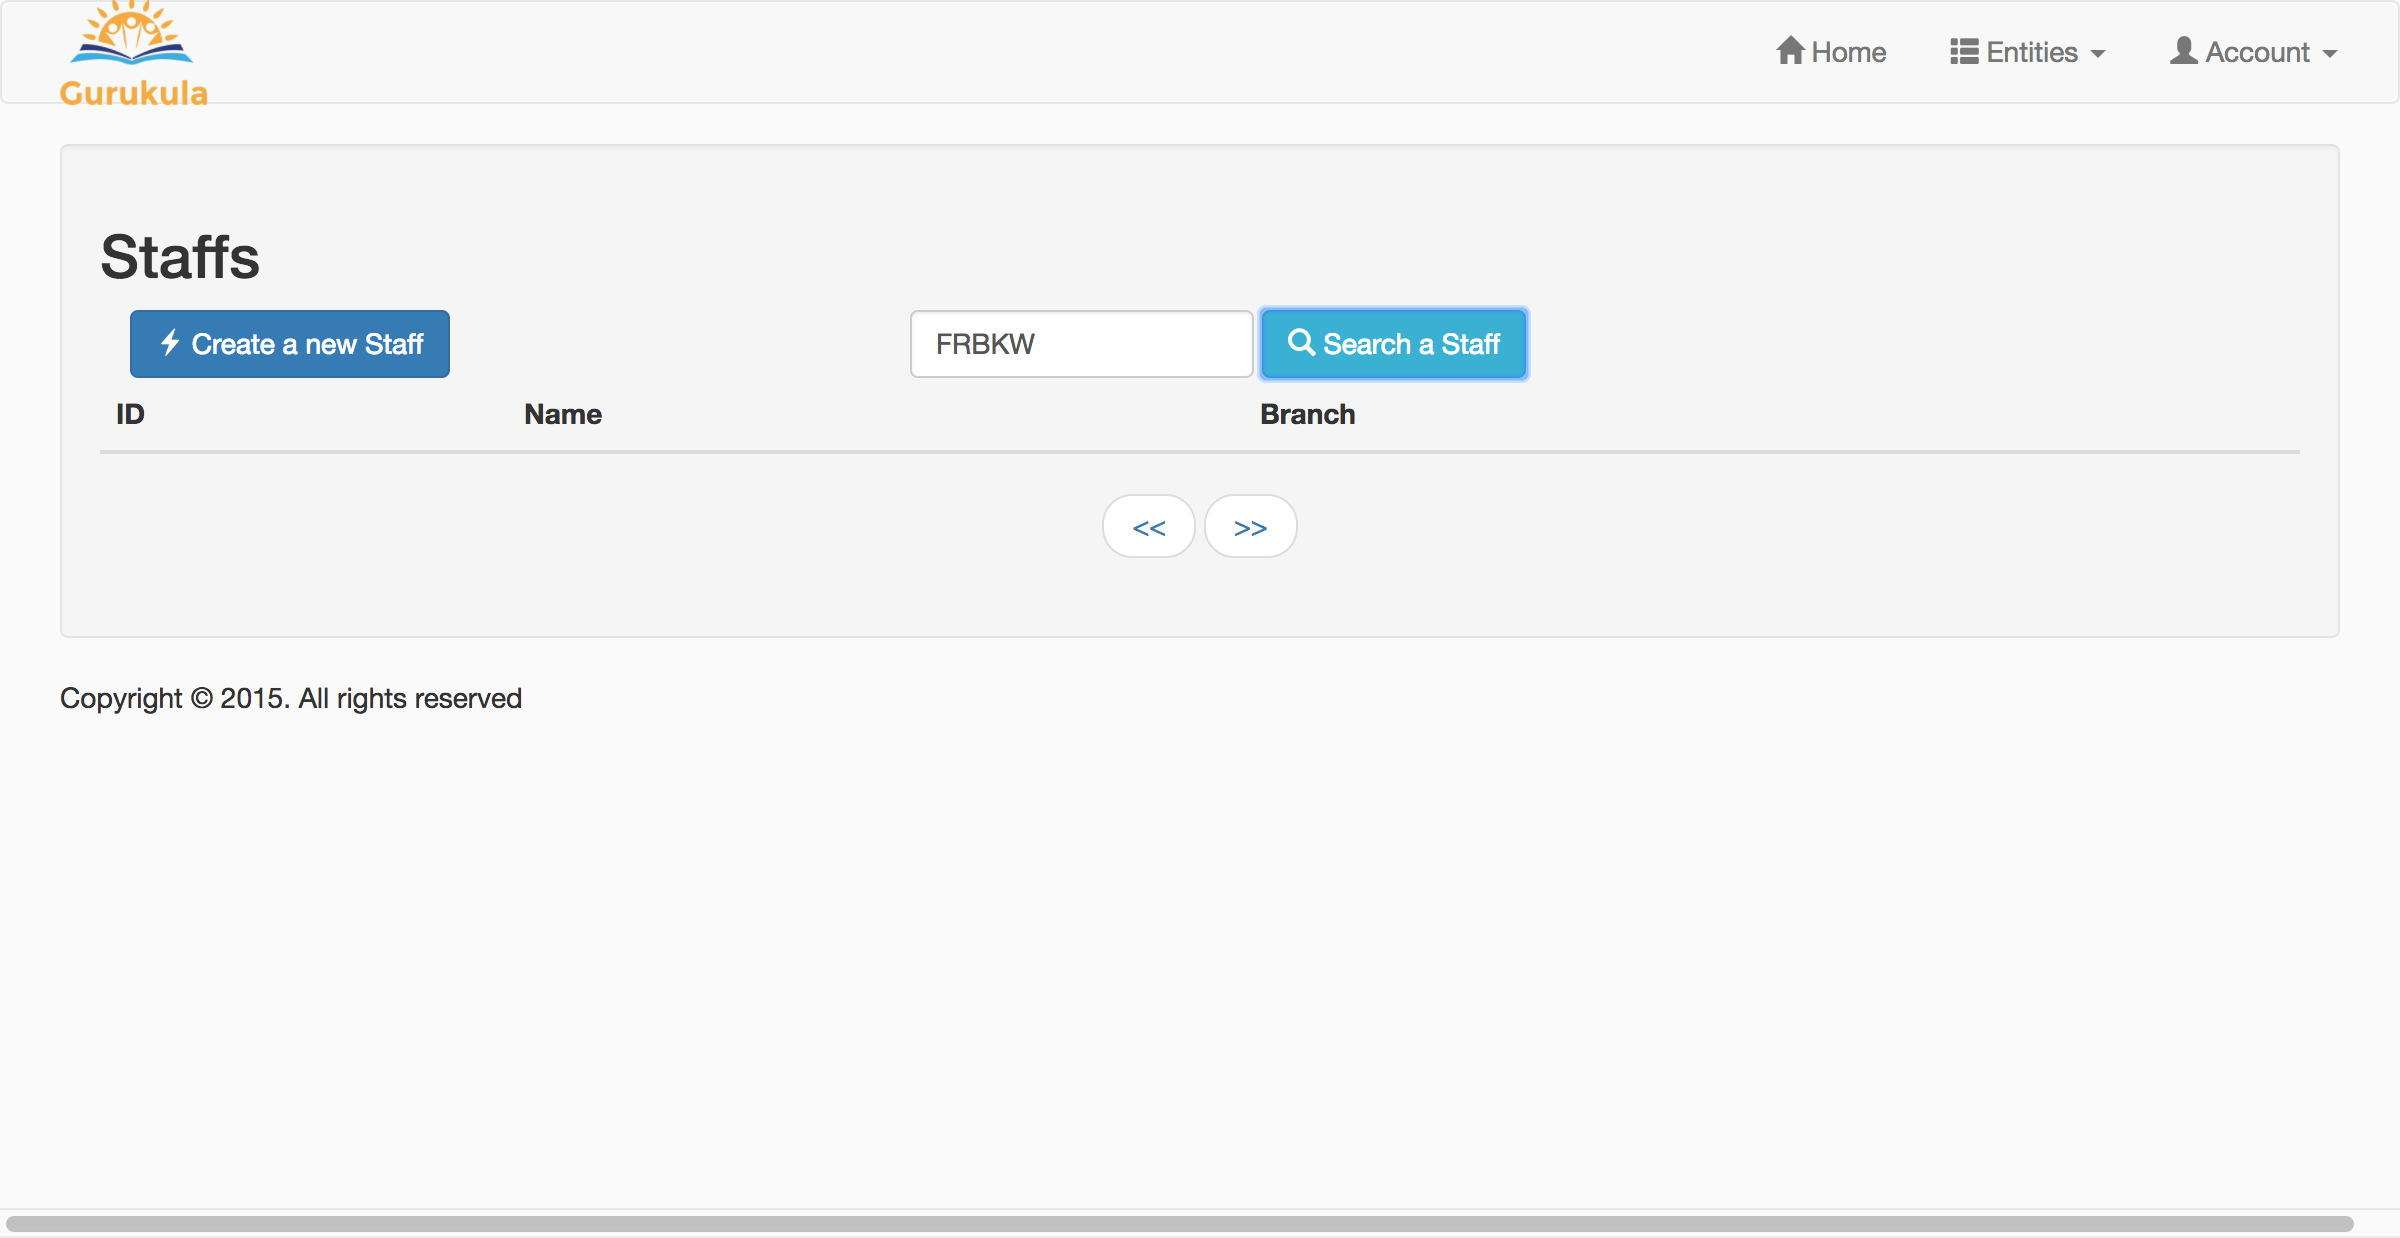 Gurukula
Home Entities Account
Staffs
Create a new Staff FRBKW Search a Staff
ID Name Branch
<< >>
Copyright © 2015. All rights reserved